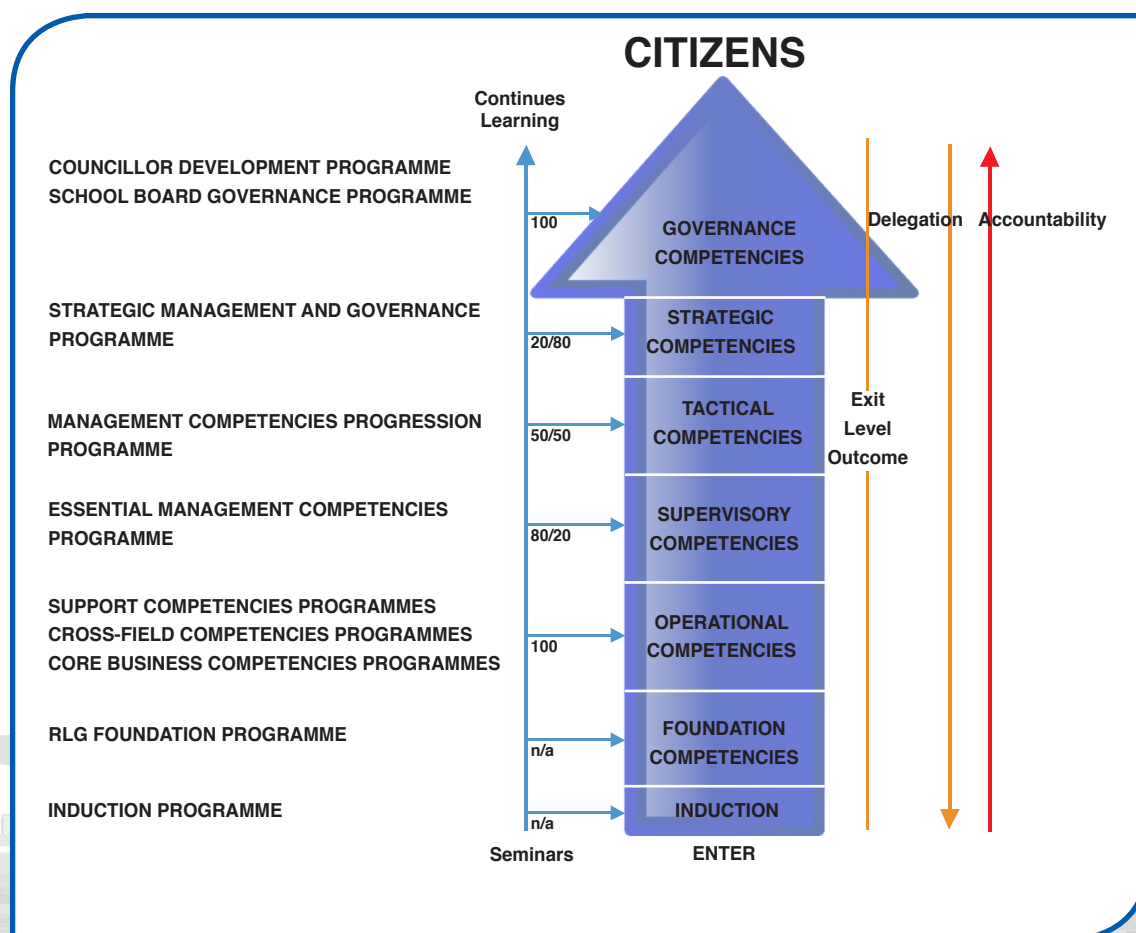 CITIZENS
Continues
Learning
COUNCILLOR DEVELOPMENT PROGRAMME
SCHOOL BOARD GOVERNANCE PROGRAMME
100
GOVERNANCE
COMPETENCIES
Delegation
Accountability
STRATEGIC MANAGEMENT AND GOVERNANCE
PROGRAMME
20/80
STRATEGIC
COMPETENCIES
MANAGEMENT COMPETENCIES PROGRESSION
PROGRAMME
50/50
TACTICAL
COMPETENCIES
Exit
Level
Outcome
ESSENTIAL MANAGEMENT COMPETENCIES
PROGRAMME
80/20
SUPERVISORY
COMPETENCIES
SUPPORT COMPETENCIES PROGRAMMES
CROSS-FIELD COMPETENCIES PROGRAMMES
CORE BUSINESS COMPETENCIES PROGRAMMES
100
OPERATIONAL
COMPETENCIES
RLG FOUNDATION PROGRAMME
n/a
FOUNDATION
COMPETENCIES
INDUCTION PROGRAMME
n/a
INDUCTION
Seminars
ENTER